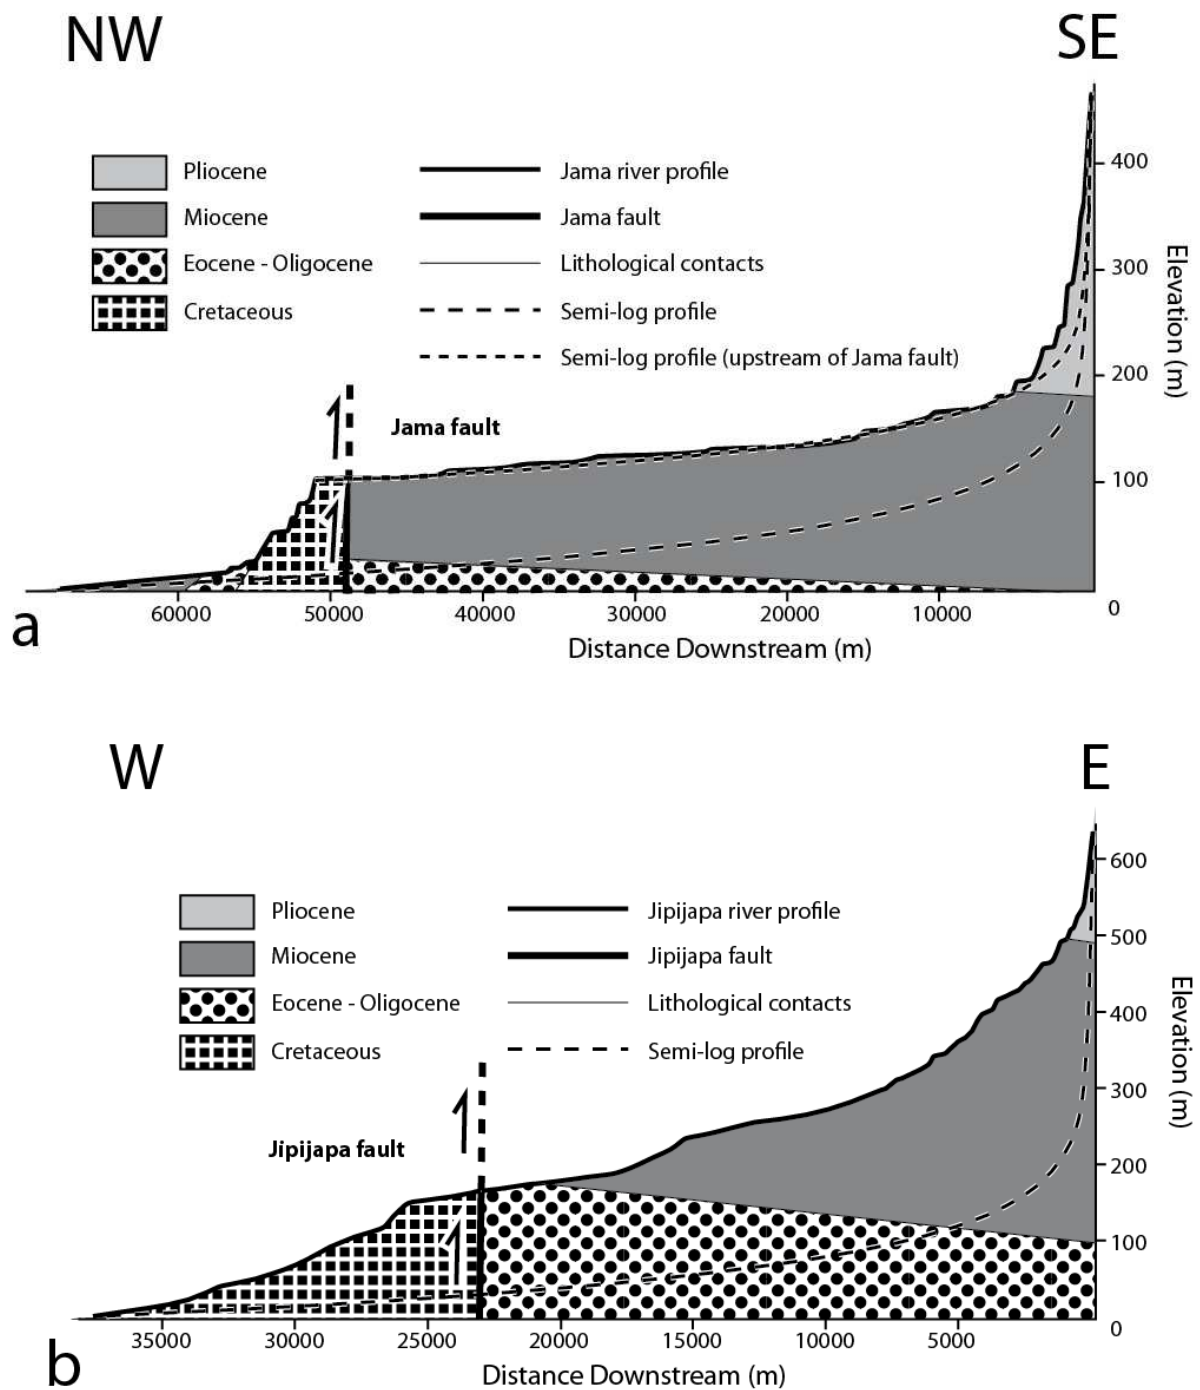 NW
SE
Pliocene
Miocene
Eocene - Oligocene
Cretaceous
Jama river profile
Jama fault
Lithological contacts
Semi-log profile
Semi-log profile (upstream of Jama fault)
400
300
200
100
0
Elevation (m)
Jama fault
60000 50000 40000 30000 20000 10000
Distance Downstream (m)
a
W
E
Pliocene
Miocene
Eocene - Oligocene
Cretaceous
Jipijapa river profile
Jipijapa fault
Lithological contacts
Semi-log profile
600
500
400
300
200
100
0
Elevation (m)
Jipijapa fault
35000 30000 25000 20000 15000 10000 5000
Distance Downstream (m)
b